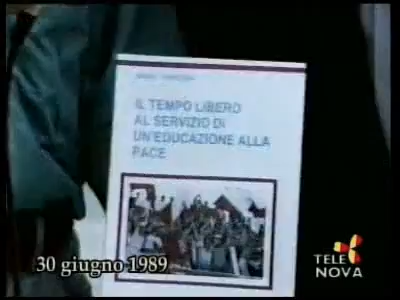 IL TEMPO LIBERO
AL SERVIZIO DI
UN'EDUCAZIONE ALLA
PACE
30 giugno 1989
TELE
NOVA